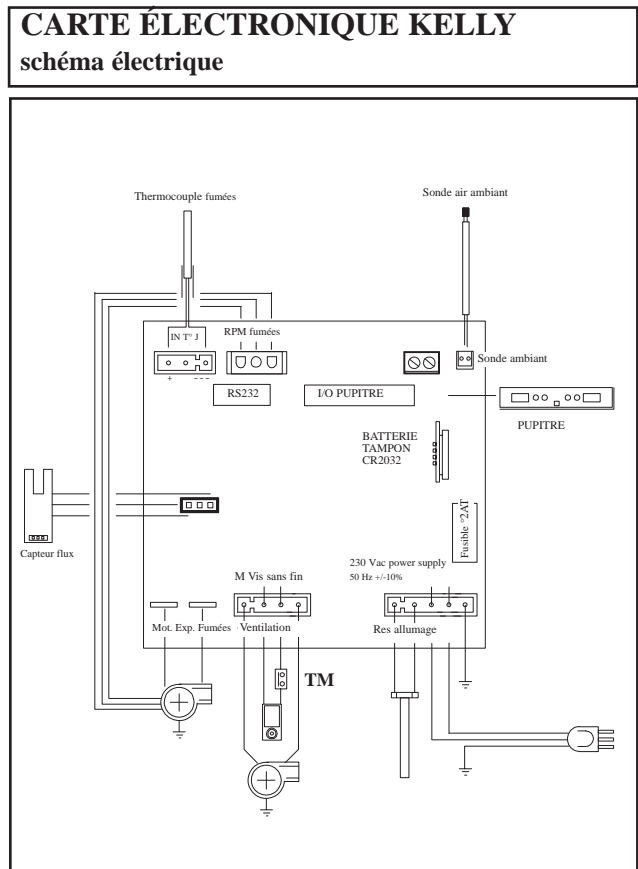 CARTE ÉLECTRONIQUE KELLY
schéma électrique
Thermocouple fumées
Sonde air ambiant
IN T° J
RPM fumées
Sonde ambiant
+
- - -
RS232
I/O PUPITRE
PUPITRE
BATTERIE
TAMPON
CR2032
Fusible °2AT
Capteur flux
230 Vac power supply
50 Hz +/-10%
M Vis sans fin
Mot. Exp. Fumées
Ventilation
Res allumage
TM